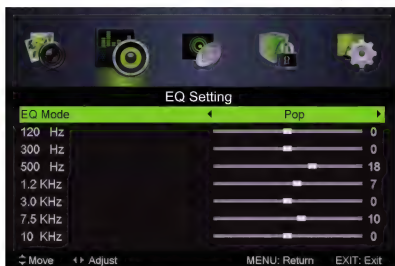 EQ Setting
EQ Mode Pop
120 Hz 0
300 Hz 0
500 Hz 18
1.2 KHz 7
3.0 KHz 0
7.5 KHz 10
10 KHz 0
Move Adjust MENU: Return EXIT: Exit